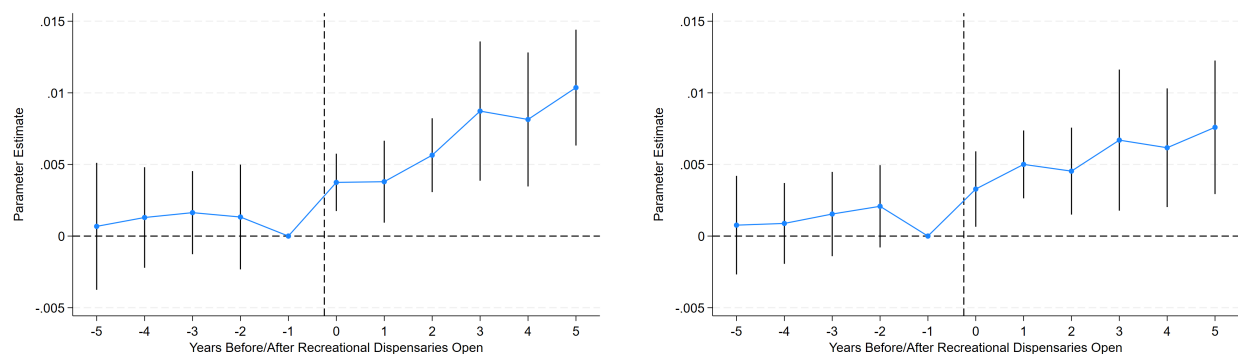 .015
.01
.005
0
-.005
Parameter Estimate
-5 -4 -3 -2 -1 0 1 2 3 4 5
Years Before/After Recreational Dispensaries Open
.015
.01
.005
0
-.005
Parameter Estimate
-5 -4 -3 -2 -1 0 1 2 3 4 5
Years Before/After Recreational Dispensaries Open